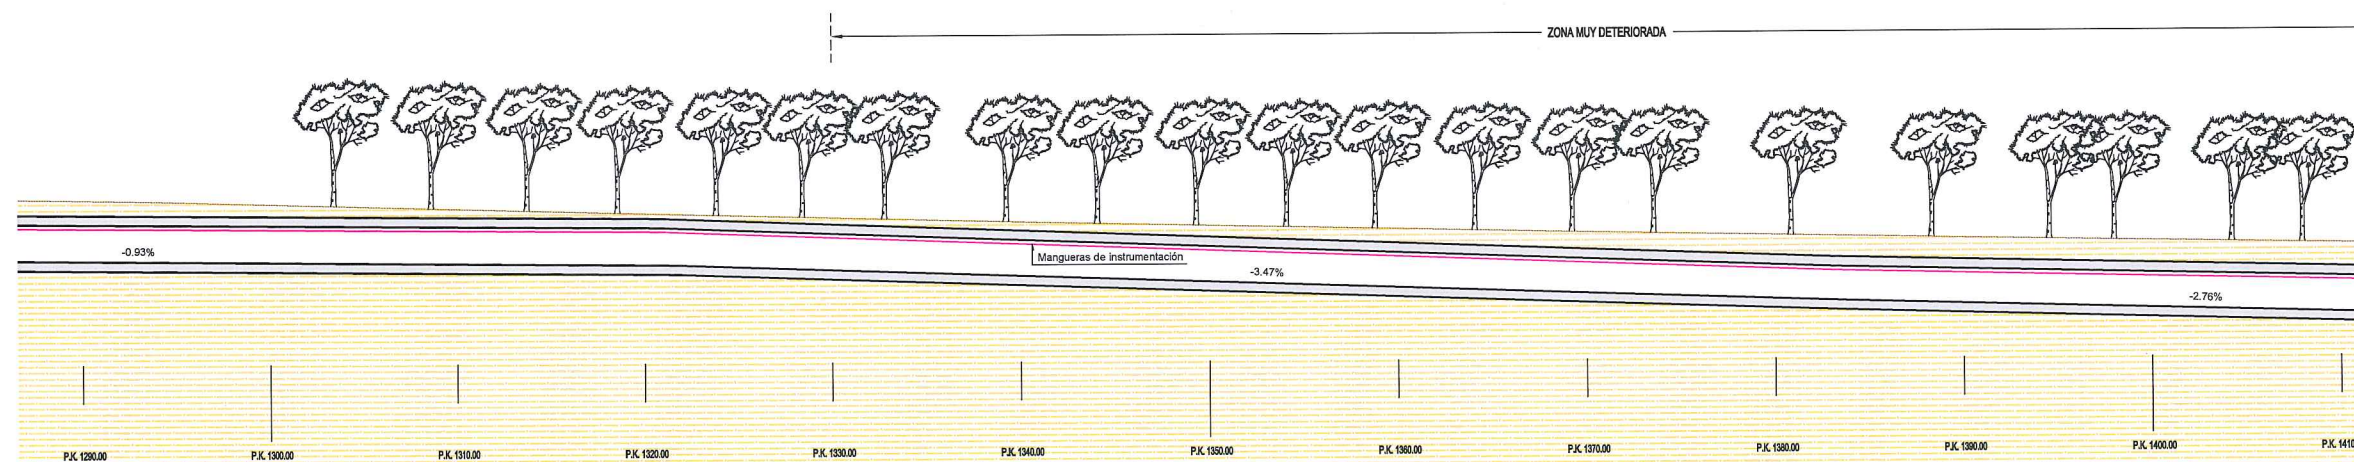 ZONA MUY DETERIORADA
-0.93%
Mangueras de instrumentación
-3.47%
-2.76%
P.K. 1290.00 P.K. 1300.00 P.K. 1310.00 P.K. 1320.00 P.K. 1330.00 P.K. 1340.00 P.K. 1350.00 P.K. 1360.00 P.K. 1370.00 P.K. 1380.00 P.K. 1390.00 P.K. 1400.00 P.K. 1410